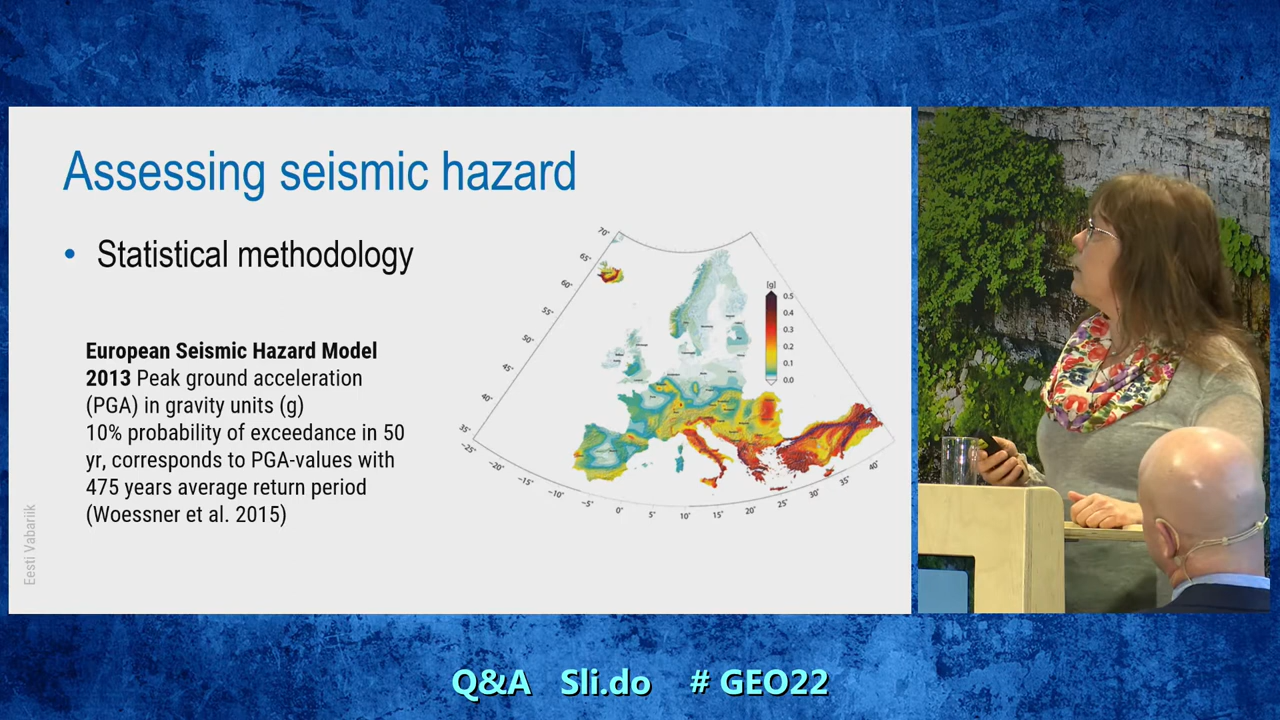 Assessing seismic hazard
• Statistical methodology
European Seismic Hazard Model
2013 Peak ground acceleration
(PGA) in gravity units (g)
10% probability of exceedance in 50
yr, corresponds to PGA-values with
475 years average return period
(Woessner et al. 2015)
Eesti Vabariik
70°
65°
60°
55°
50°
45°
40°
35°
−25°
−20°
−15°
−10°
−5°
0°
5°
10°
15°
20°
25°
30°
35°
40°
[g]
0.5
0.4
0.3
0.2
0.1
0.0
Q&A Sli.do # GEO22